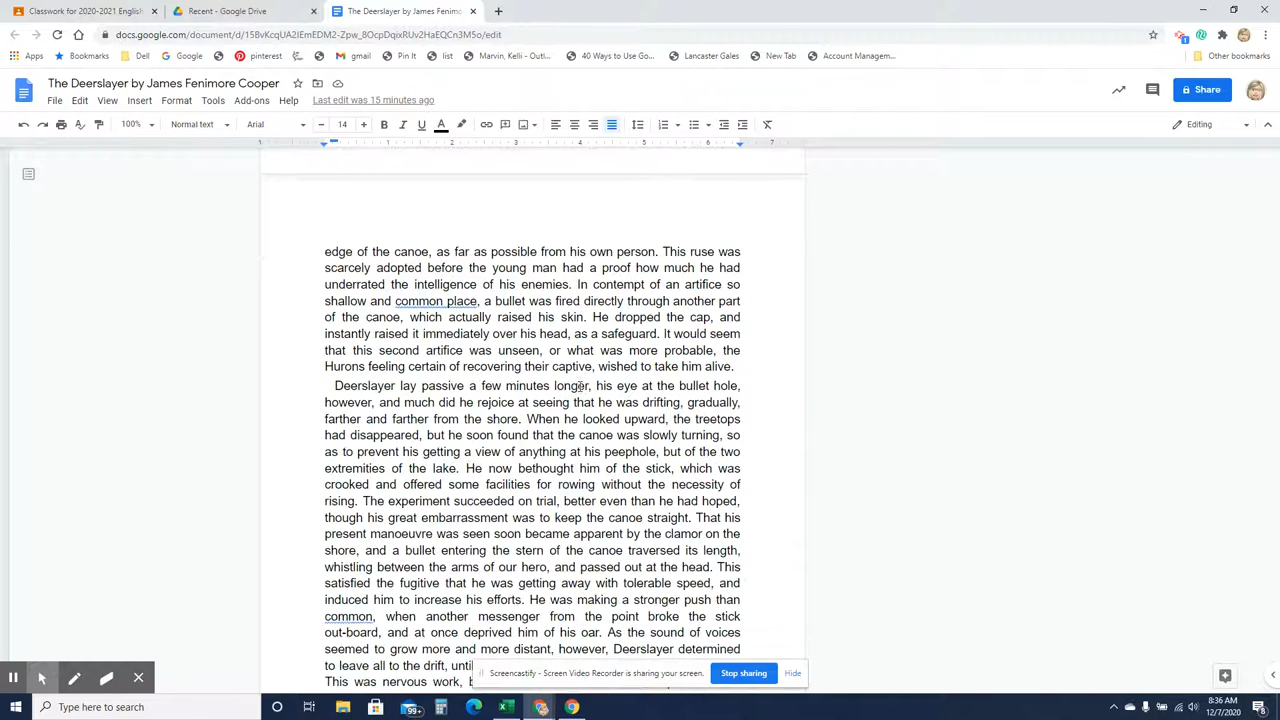 Classwork for 2020-2021 English
Recent - Google Drive
The Deerslayer by James Fenimor
docs.google.com/document/d/15BvKcqUA2IEmEDM2-Zpw_8OcpDqixRUv2HaEQCn3M5o/edit
Apps Bookmarks Dell Google pinterest gmail Pin It list Marvin, Kelli - Outl... 40 Ways to Use Goo... Lancaster Gales New Tab Account Managem... Other bookmarks
The Deerslayer by James Fenimore Cooper
File Edit View Insert Format Tools Add-ons Help Last edit was 15 minutes ago
Share
100% Normal text Arial 14 Editing
1 1 2 3 4 5 6 7
edge of the canoe, as far as possible from his own person. This ruse was
scarcely adopted before the young man had a proof how much he had
underrated the intelligence of his enemies. In contempt of an artifice so
shallow and common place, a bullet was fired directly through another part
of the canoe, which actually raised his skin. He dropped the cap, and
instantly raised it immediately over his head, as a safeguard. It would seem
that this second artifice was unseen, or what was more probable, the
Hurons feeling certain of recovering their captive, wished to take him alive.
Deerslayer lay passive a few minutes longer, his eye at the bullet hole,
however, and much did he rejoice at seeing that he was drifting, gradually,
farther and farther from the shore. When he looked upward, the treetops
had disappeared, but he soon found that the canoe was slowly turning, so
as to prevent his getting a view of anything at his peephole, but of the two
extremities of the lake. He now bethought him of the stick, which was
crooked and offered some facilities for rowing without the necessity of
rising. The experiment succeeded on trial, better even than he had hoped,
though his great embarrassment was to keep the canoe straight. That his
present manoeuvre was seen soon became apparent by the clamor on the
shore, and a bullet entering the stern of the canoe traversed its length,
whistling between the arms of our hero, and passed out at the head. This
satisfied the fugitive that he was getting away with tolerable speed, and
induced him to increase his efforts. He was making a stronger push than
common, when another messenger from the point broke the stick
out-board, and at once deprived him of his oar. As the sound of voices
seemed to grow more and more distant, however, Deerslayer determined
to leave all to the drift, until
This was nervous work, b
Screencastify - Screen Video Recorder is sharing your screen. Stop sharing Hide
Type here to search
99+
8:36 AM
12/7/2020
8